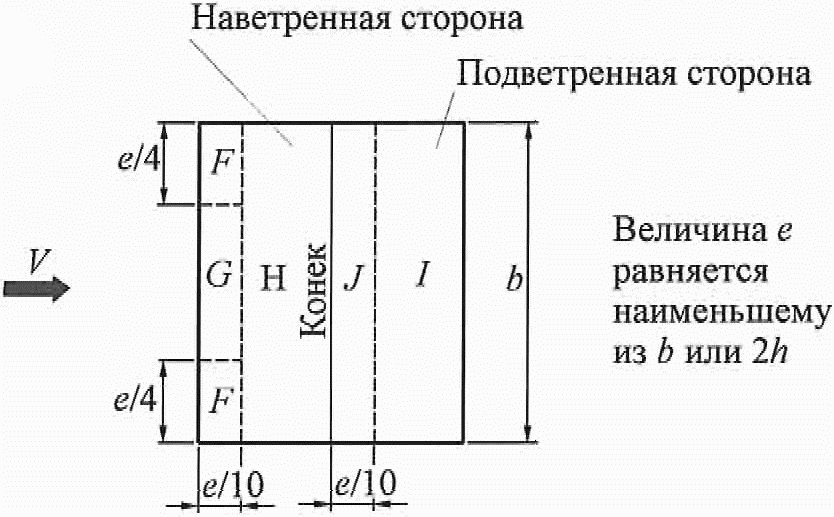 Наветренная сторона
Подветренная сторона
e/4
F
V
G
H
Конек
J
I
b
Величина e
равняется
наименьшему
из b или 2h
e/4
F
e/10
e/10